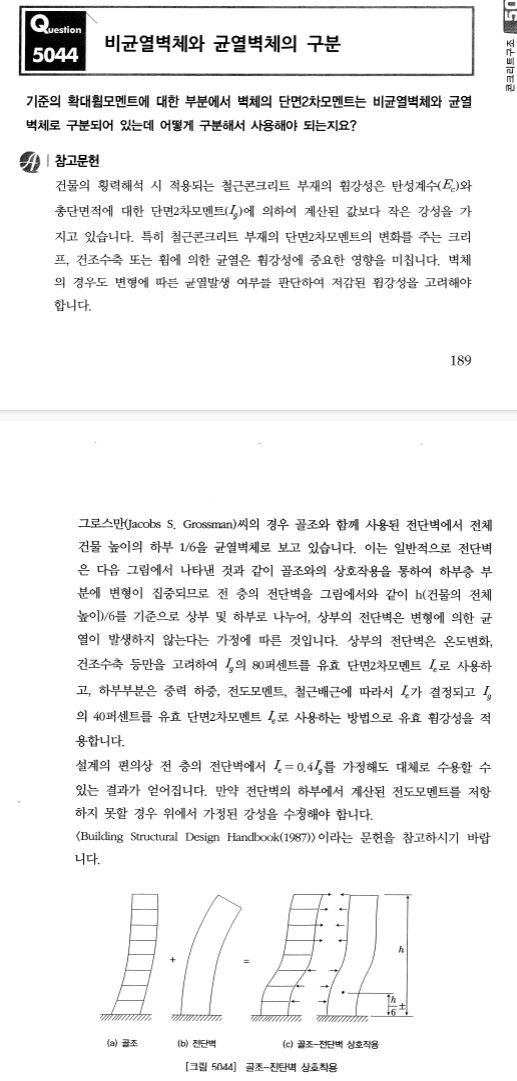 Question
5044
비균열벽체와 균열벽체의 구분
50
콘크리트구조
기준의 확대휨모멘트에 대한 부분에서 벽체의 단면2차모멘트는 비균열벽체와 균열
벽체로 구분되어 있는데 어떻게 구분해서 사용해야 되는지요?
A | 참고문헌
건물의 횡력해석 시 적용되는 철근콘크리트 부재의 휨강성은 탄성계수(E_c)와
총단면적에 대한 단면2차모멘트(I_g)에 의하여 계산된 값보다 작은 강성을 가
지고 있습니다. 특히 철근콘크리트 부재의 단면2차모멘트의 변화를 주는 크리
프, 건조수축 또는 휨에 의한 균열은 휨강성에 중요한 영향을 미칩니다. 벽체
의 경우도 변형에 따른 균열발생 여부를 판단하여 저감된 휨강성을 고려해야
합니다.
189
그로스만(Jacobs S. Grossman)씨의 경우 골조와 함께 사용된 전단벽에서 전체
건물 높이의 하부 1/6을 균열벽체로 보고 있습니다. 이는 일반적으로 전단벽
은 다음 그림에서 나타낸 것과 같이 골조와의 상호작용을 통하여 하부층 부
분에 변형이 집중되므로 전 층의 전단벽을 그림에서와 같이 h(건물의 전체
높이)/6를 기준으로 상부 및 하부로 나누어, 상부의 전단벽은 변형에 의한 균
열이 발생하지 않는다는 가정에 따른 것입니다. 상부의 전단벽은 온도변화,
건조수축 등만을 고려하여 I_g의 80퍼센트를 유효 단면2차모멘트 I_e로 사용하
고, 하부부분은 중력 하중, 전도모멘트, 철근배근에 따라서 I_e가 결정되고 I_g
의 40퍼센트를 유효 단면2차모멘트 I_e로 사용하는 방법으로 유효 휨강성을 적
용합니다.
설계의 편의상 전 층의 전단벽에서 I_e = 0.4I_g를 가정해도 대체로 수용할 수
있는 결과가 얻어집니다. 만약 전단벽의 하부에서 계산된 전도모멘트를 저항
하지 못할 경우 위에서 가정된 강성을 수정해야 합니다.
〈Building Structural Design Handbook(1987)〉이라는 문헌을 참고하시기 바랍
니다.
+
=
h
h/6 ±
(a) 골조
(b) 전단벽
(c) 골조-전단벽 상호작용
[그림 5044] 골조-전단벽 상호작용